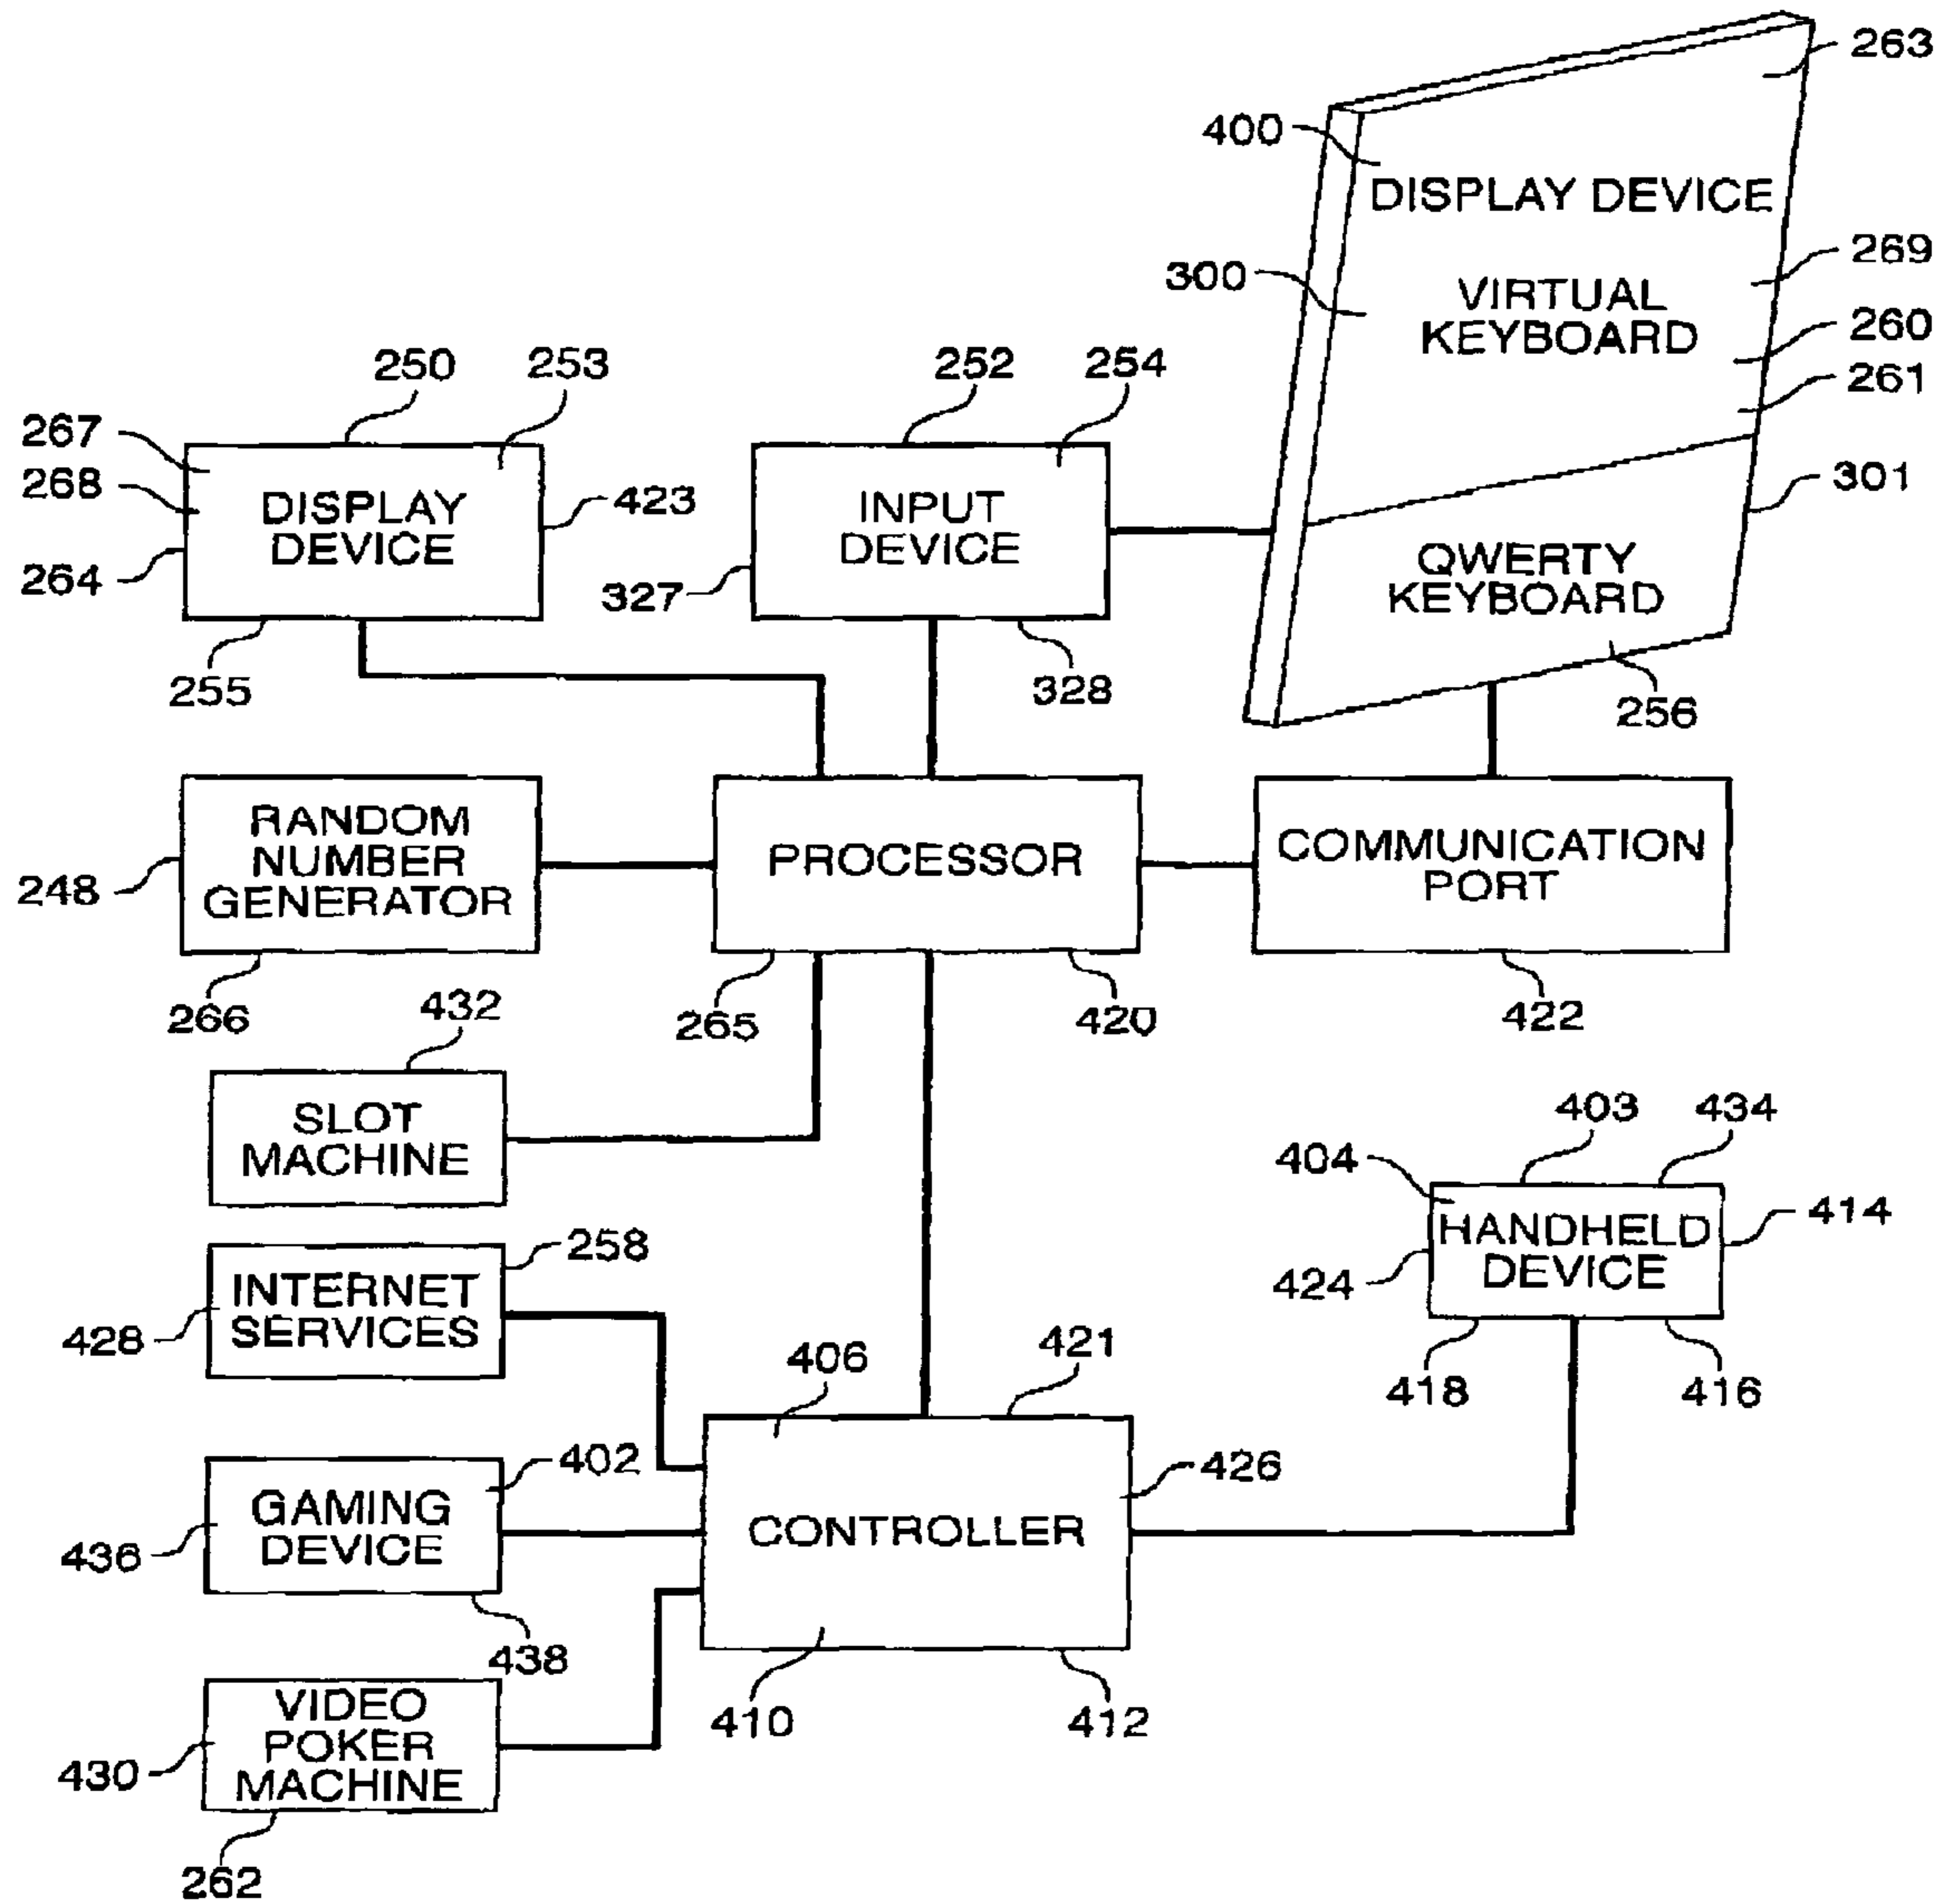 263
400
DISPLAY DEVICE
269
300
VIRTUAL
KEYBOARD
260
261
250
253
252
254
267
268
264
DISPLAY
DEVICE
423
255
INPUT
DEVICE
327
328
301
QWERTY
KEYBOARD
256
RANDOM
NUMBER
GENERATOR
248
266
PROCESSOR
265
420
COMMUNICATION
PORT
422
432
SLOT
MACHINE
403
434
404
HANDHELD
DEVICE
414
424
418
416
258
INTERNET
SERVICES
428
406
421
402
GAMING
DEVICE
436
438
CONTROLLER
426
410
412
VIDEO
POKER
MACHINE
430
262